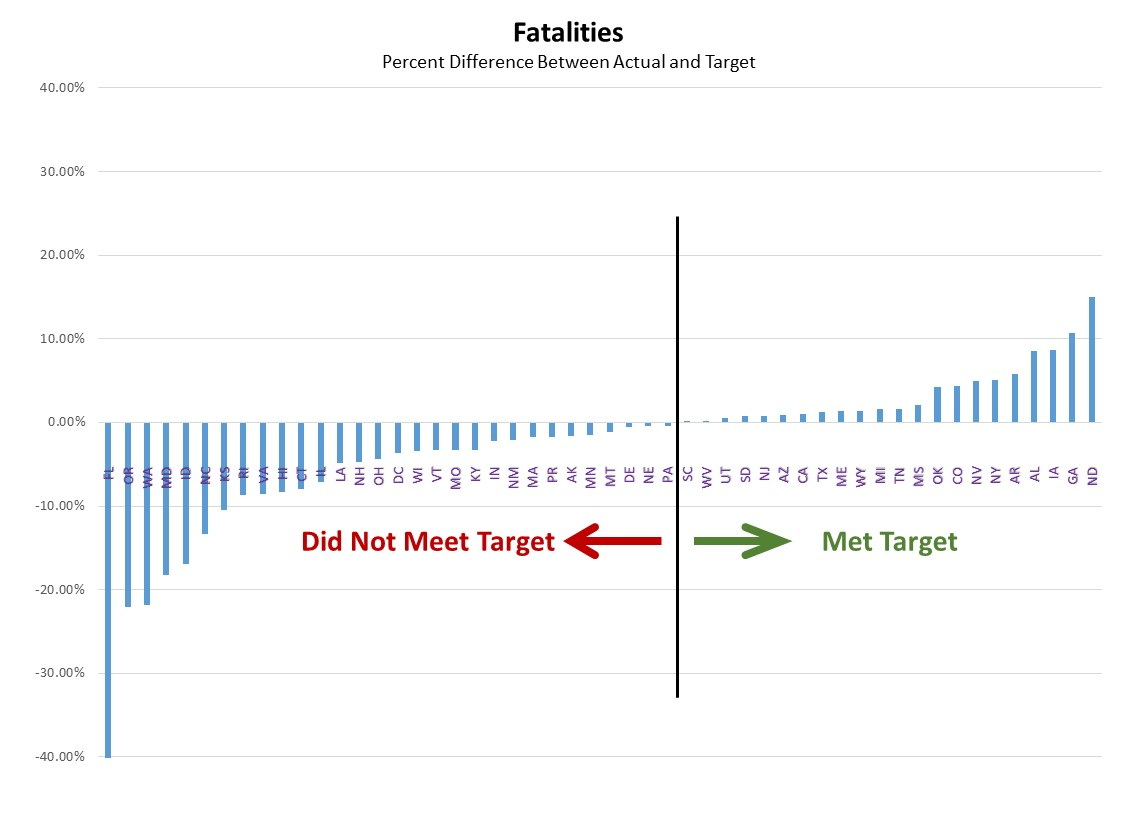 Fatalities
Percent Difference Between Actual and Target
40.00%
30.00%
20.00%
10.00%
0.00%
FL OR WA MD ID NC KS RI VA HI CT IL LA NH OH DC WI VT MO KY IN NM MA PR AK MN MT DE NE PA SC WV UT SD NJ AZ CA TX ME WY MI TN MS OK CO NV NY AR AL IA GA ND
-10.00%
Did Not Meet Target Met Target
-20.00%
-30.00%
-40.00%